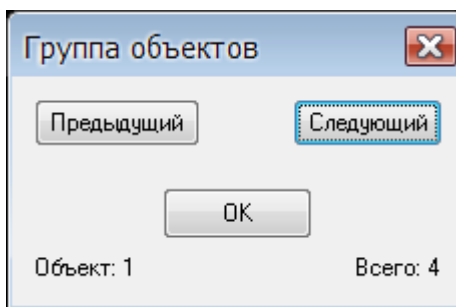 Группа объектов
Предыдущий Следующий
OK
Объект: 1 Всего: 4